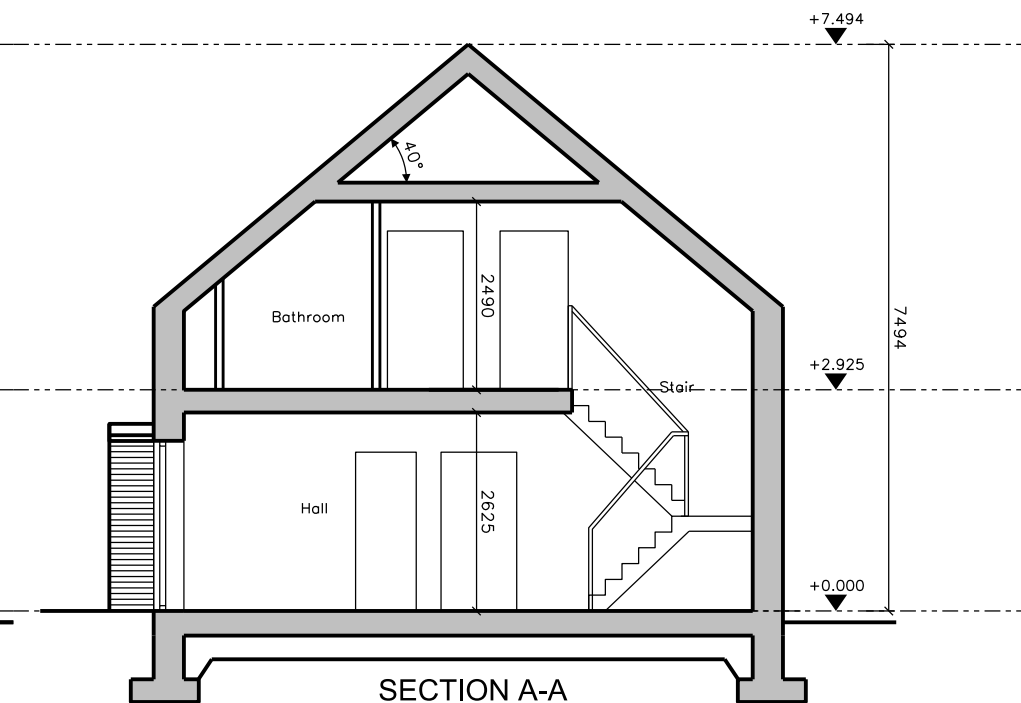 +7.494
40°
2490
Bathroom
7494
+2.925
Stair
2625
Hall
+0.000
SECTION A-A